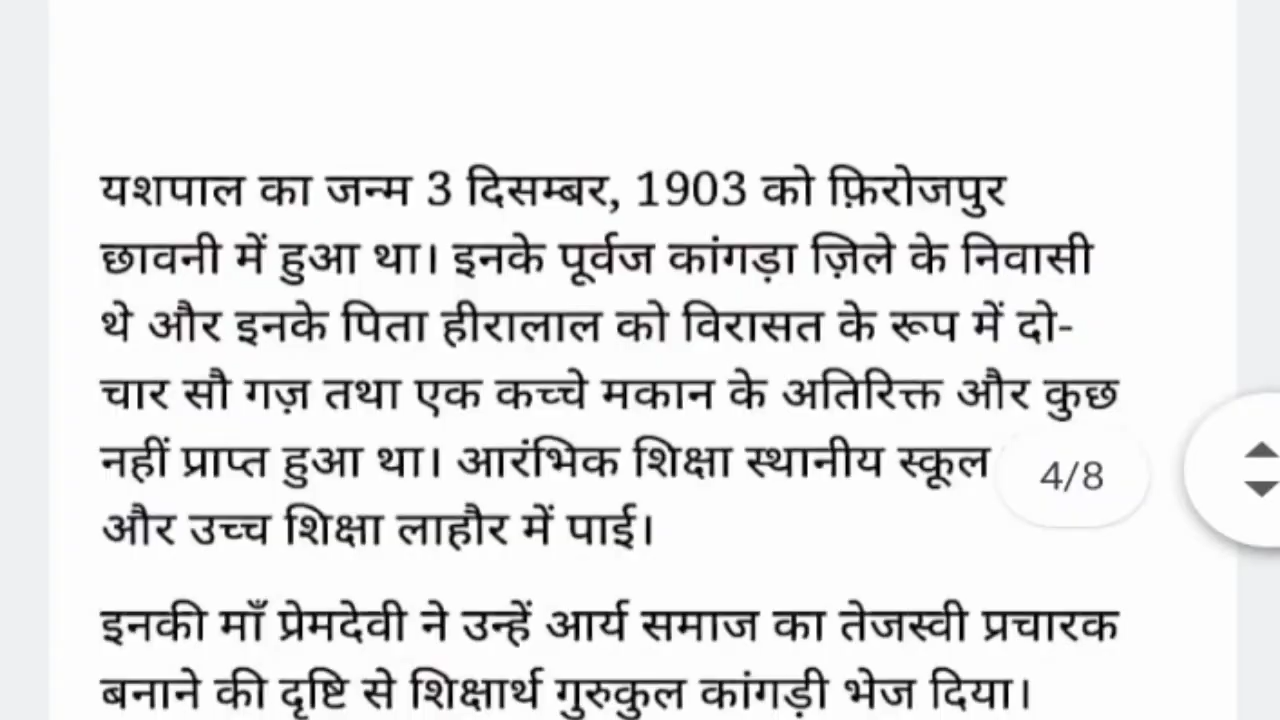 यशपाल का जन्म 3 दिसम्बर, 1903 को फ़िरोजपुर
छावनी में हुआ था। इनके पूर्वज कांगड़ा ज़िले के निवासी
थे और इनके पिता हीरालाल को विरासत के रूप में दो-
चार सौ गज़ तथा एक कच्चे मकान के अतिरिक्त और कुछ
नहीं प्राप्त हुआ था। आरंभिक शिक्षा स्थानीय स्कूल
4/8
और उच्च शिक्षा लाहौर में पाई।
इनकी माँ प्रेमदेवी ने उन्हें आर्य समाज का तेजस्वी प्रचारक
बनाने की दृष्टि से शिक्षार्थ गुरुकुल कांगड़ी भेज दिया।